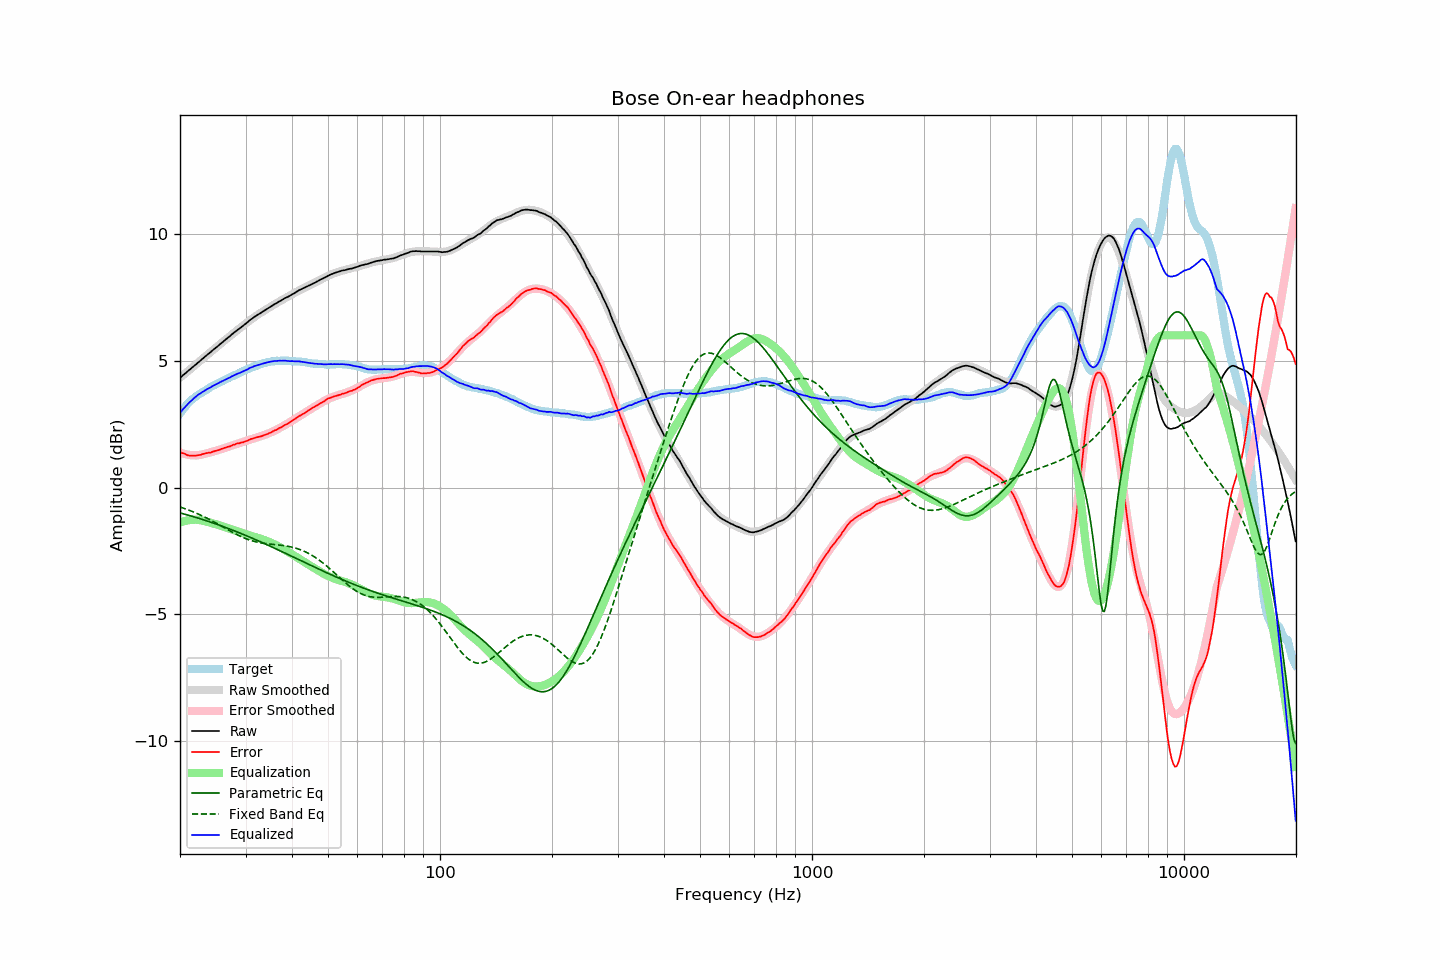 Bose On-ear headphones
Amplitude (dBr)
10
5
0
−5
−10
Target
Raw Smoothed
Error Smoothed
Raw
Error
Equalization
Parametric Eq
Fixed Band Eq
Equalized
100
1000
10000
Frequency (Hz)